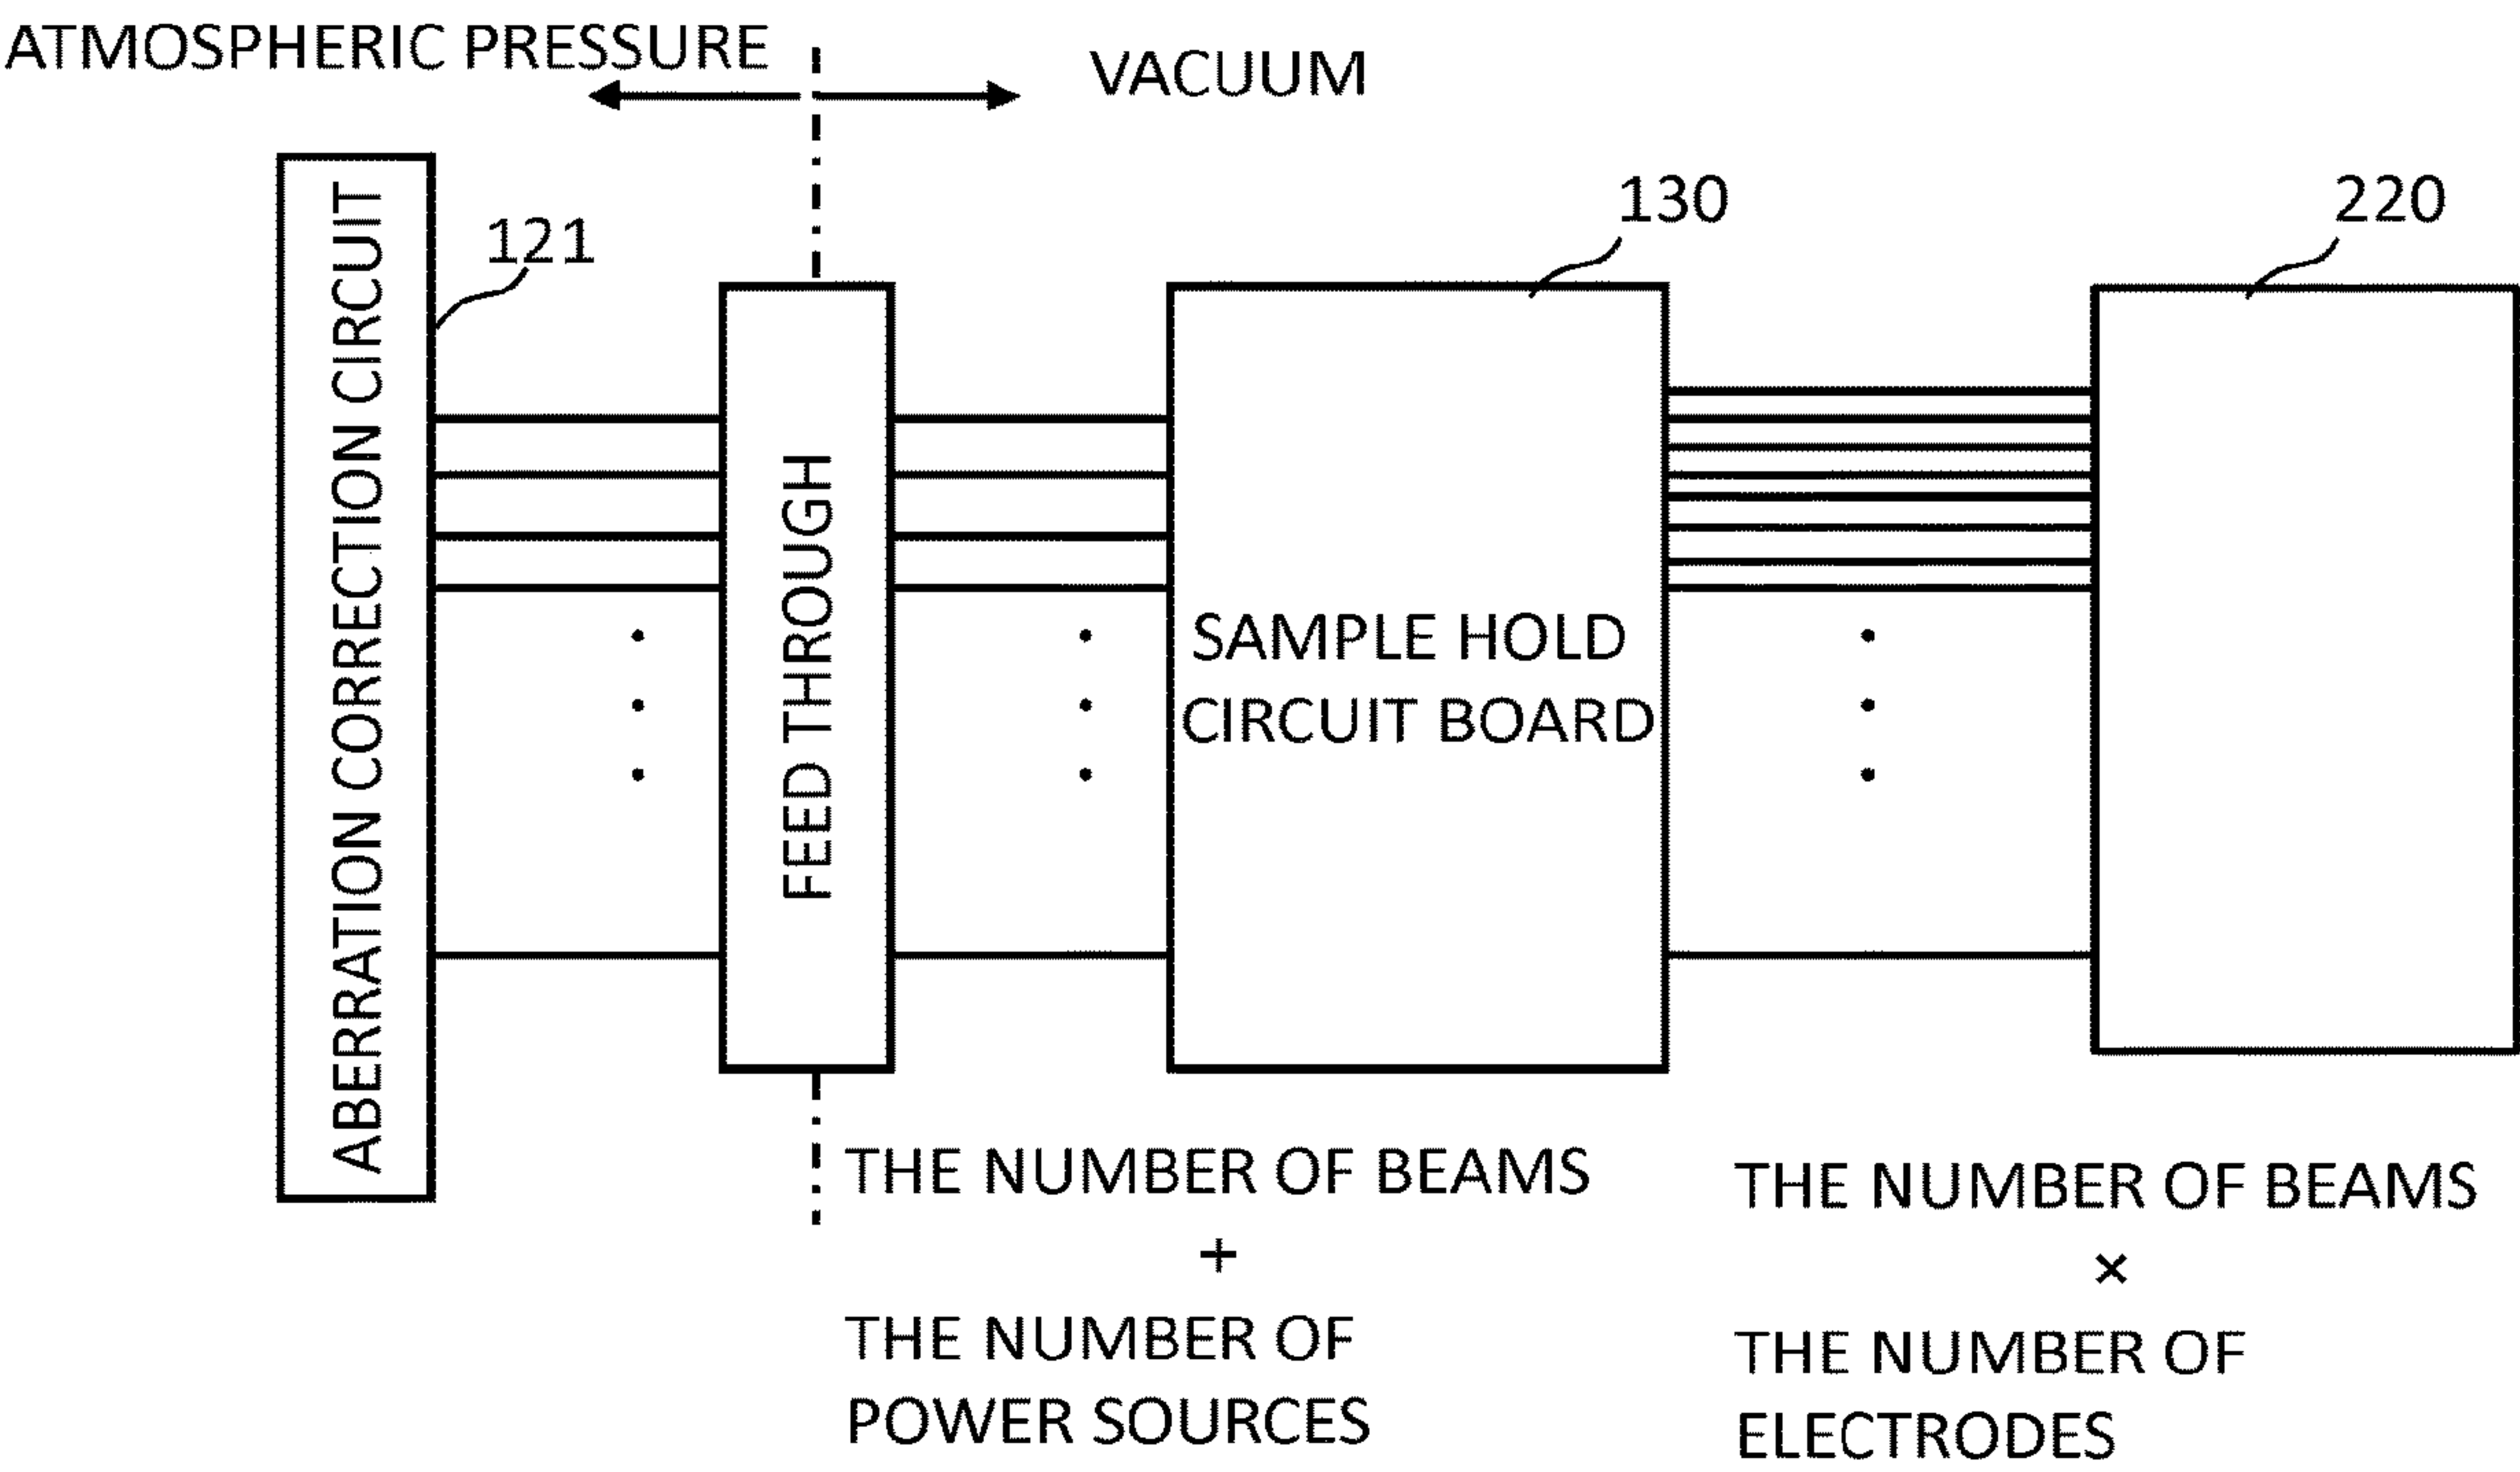 ATMOSPHERIC PRESSURE
VACUUM
121
130
220
ABERRATION CORRECTION CIRCUIT
FEED THROUGH
SAMPLE HOLD
CIRCUIT BOARD
THE NUMBER OF BEAMS
+
THE NUMBER OF
POWER SOURCES
THE NUMBER OF BEAMS
×
THE NUMBER OF
ELECTRODES